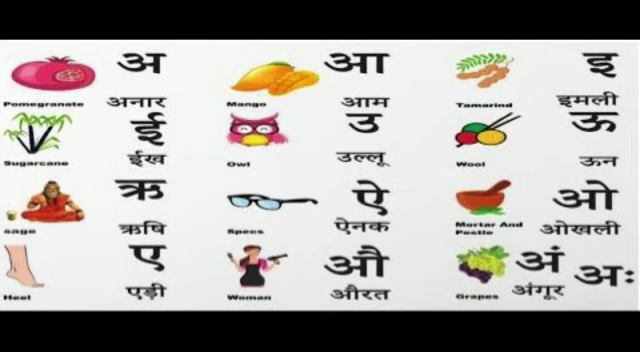 अ
Pomegranate अनार
आ
Mango आम
इ
Tamarind इमली
ई
Sugarcane ईख
उ
Owl उल्लू
ऊ
Wool ऊन
ऋ
sage ऋषि
ऐ
Specs ऐनक
ओ
Mortar And
Pestle ओखली
ए
Heel एड़ी
औ
Woman औरत
अं
Grapes अंगूर
अः